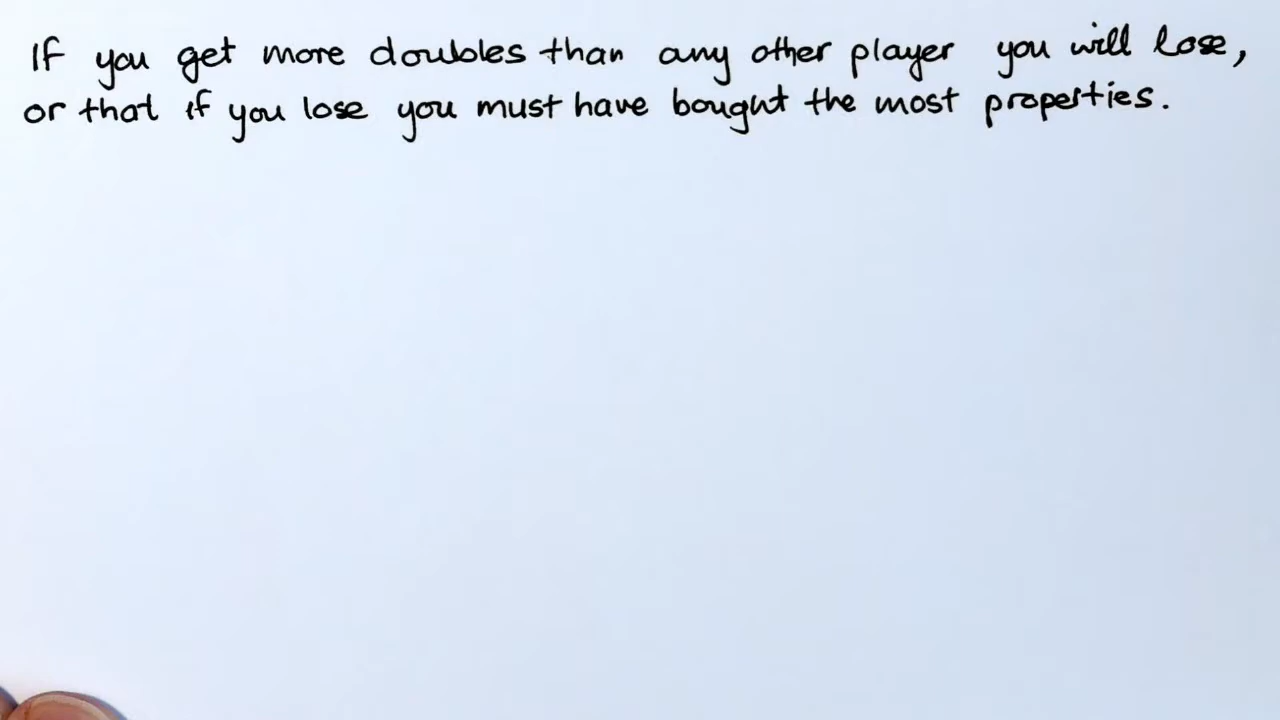 If you get more doubles than any other player you will lose,
or that if you lose you must have bought the most properties.